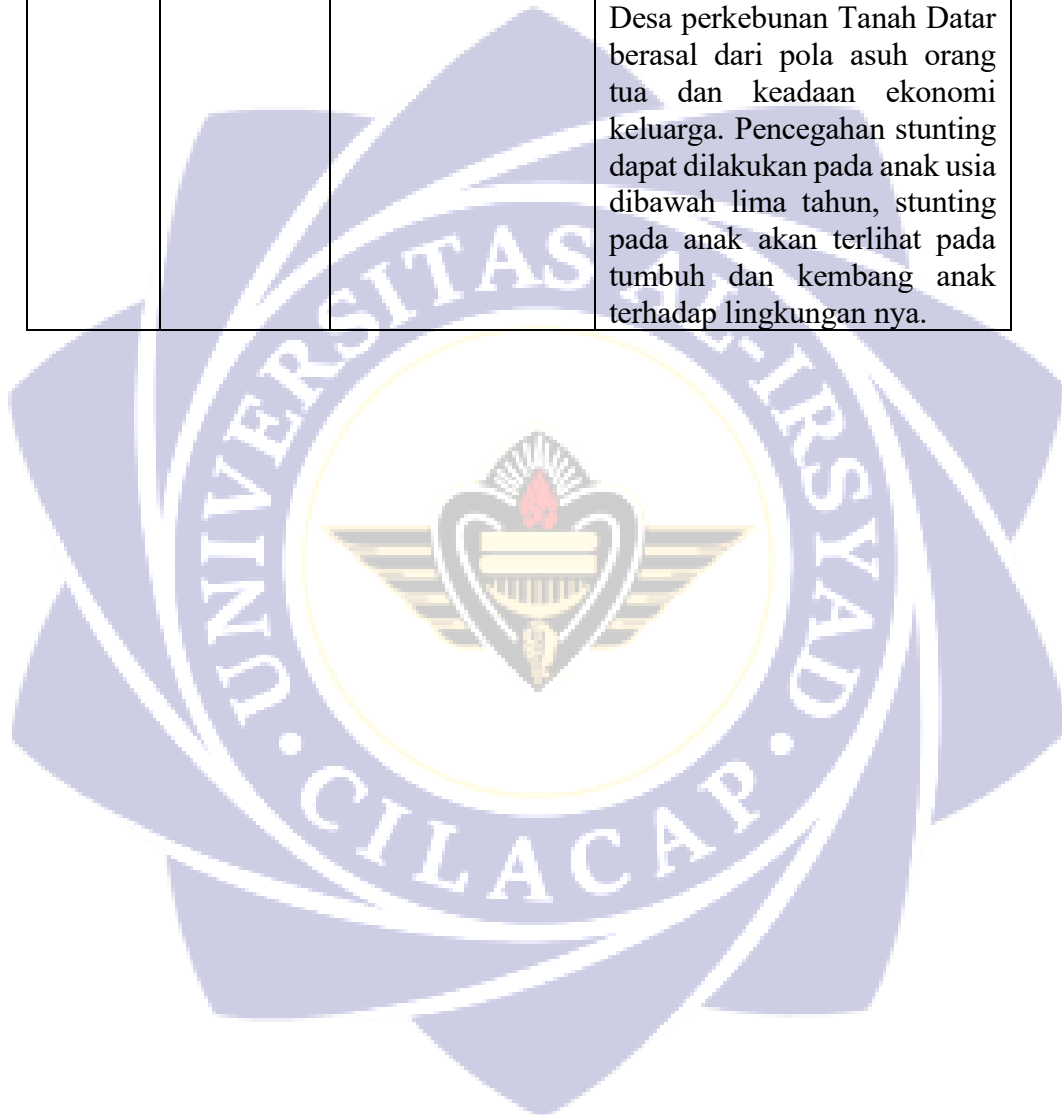 Desa perkebunan Tanah Datar
berasal dari pola asuh orang
tua dan keadaan ekonomi
keluarga. Pencegahan stunting
dapat dilakukan pada anak usia
dibawah lima tahun, stunting
pada anak akan terlihat pada
tumbuh dan kembang anak
terhadap lingkungan nya.
UNIVERSITAS AL-IRSYAD
CILACAP